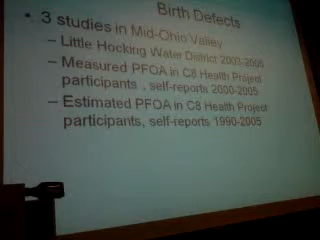 Birth Defects
• 3 studies in Mid-Ohio Valley
– Little Hocking Water District 2003-2005
– Measured PFOA in C8 Health Project
participants , self-reports 2000-2005
– Estimated PFOA in C8 Health Project
participants, self-reports 1990-2005